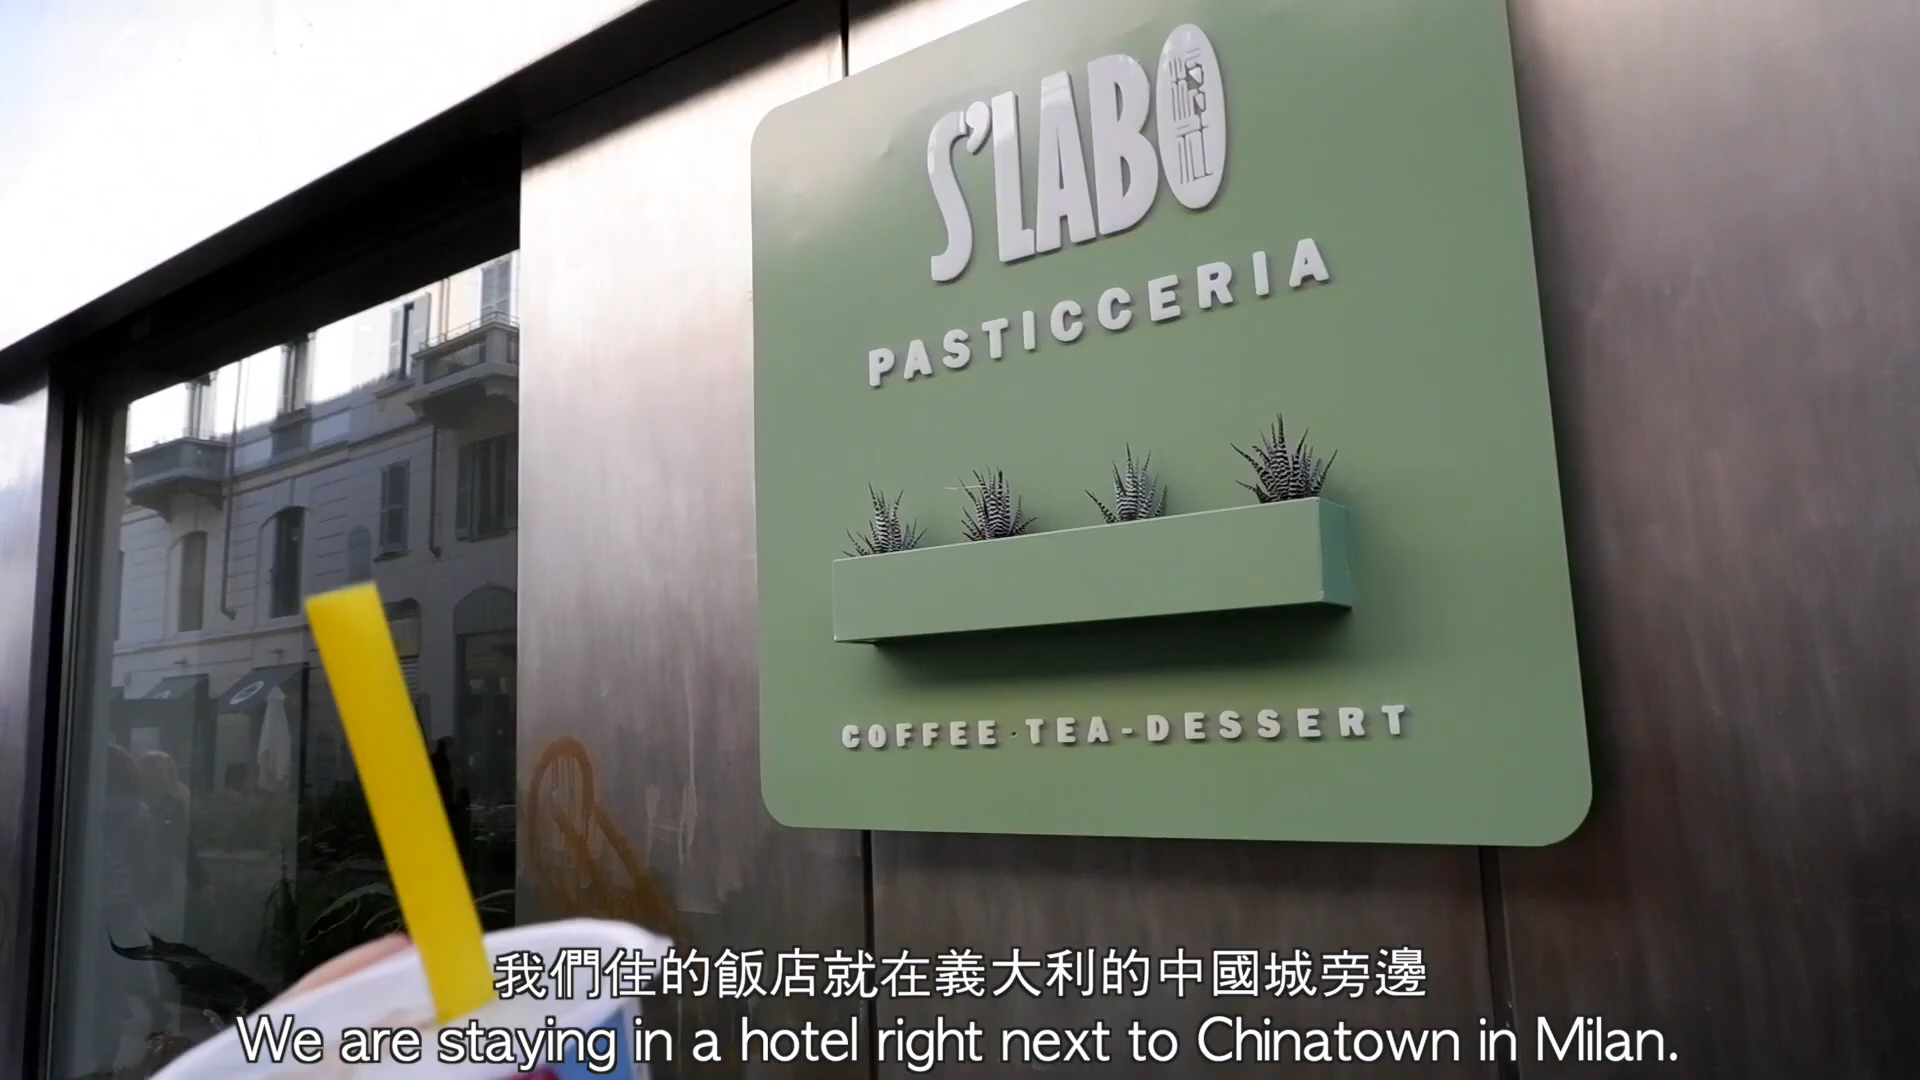 S'LABO
PASTICCERIA
COFFEE·TEA-DESSERT
我們住的飯店就在義大利的中國城旁邊
We are staying in a hotel right next to Chinatown in Milan.